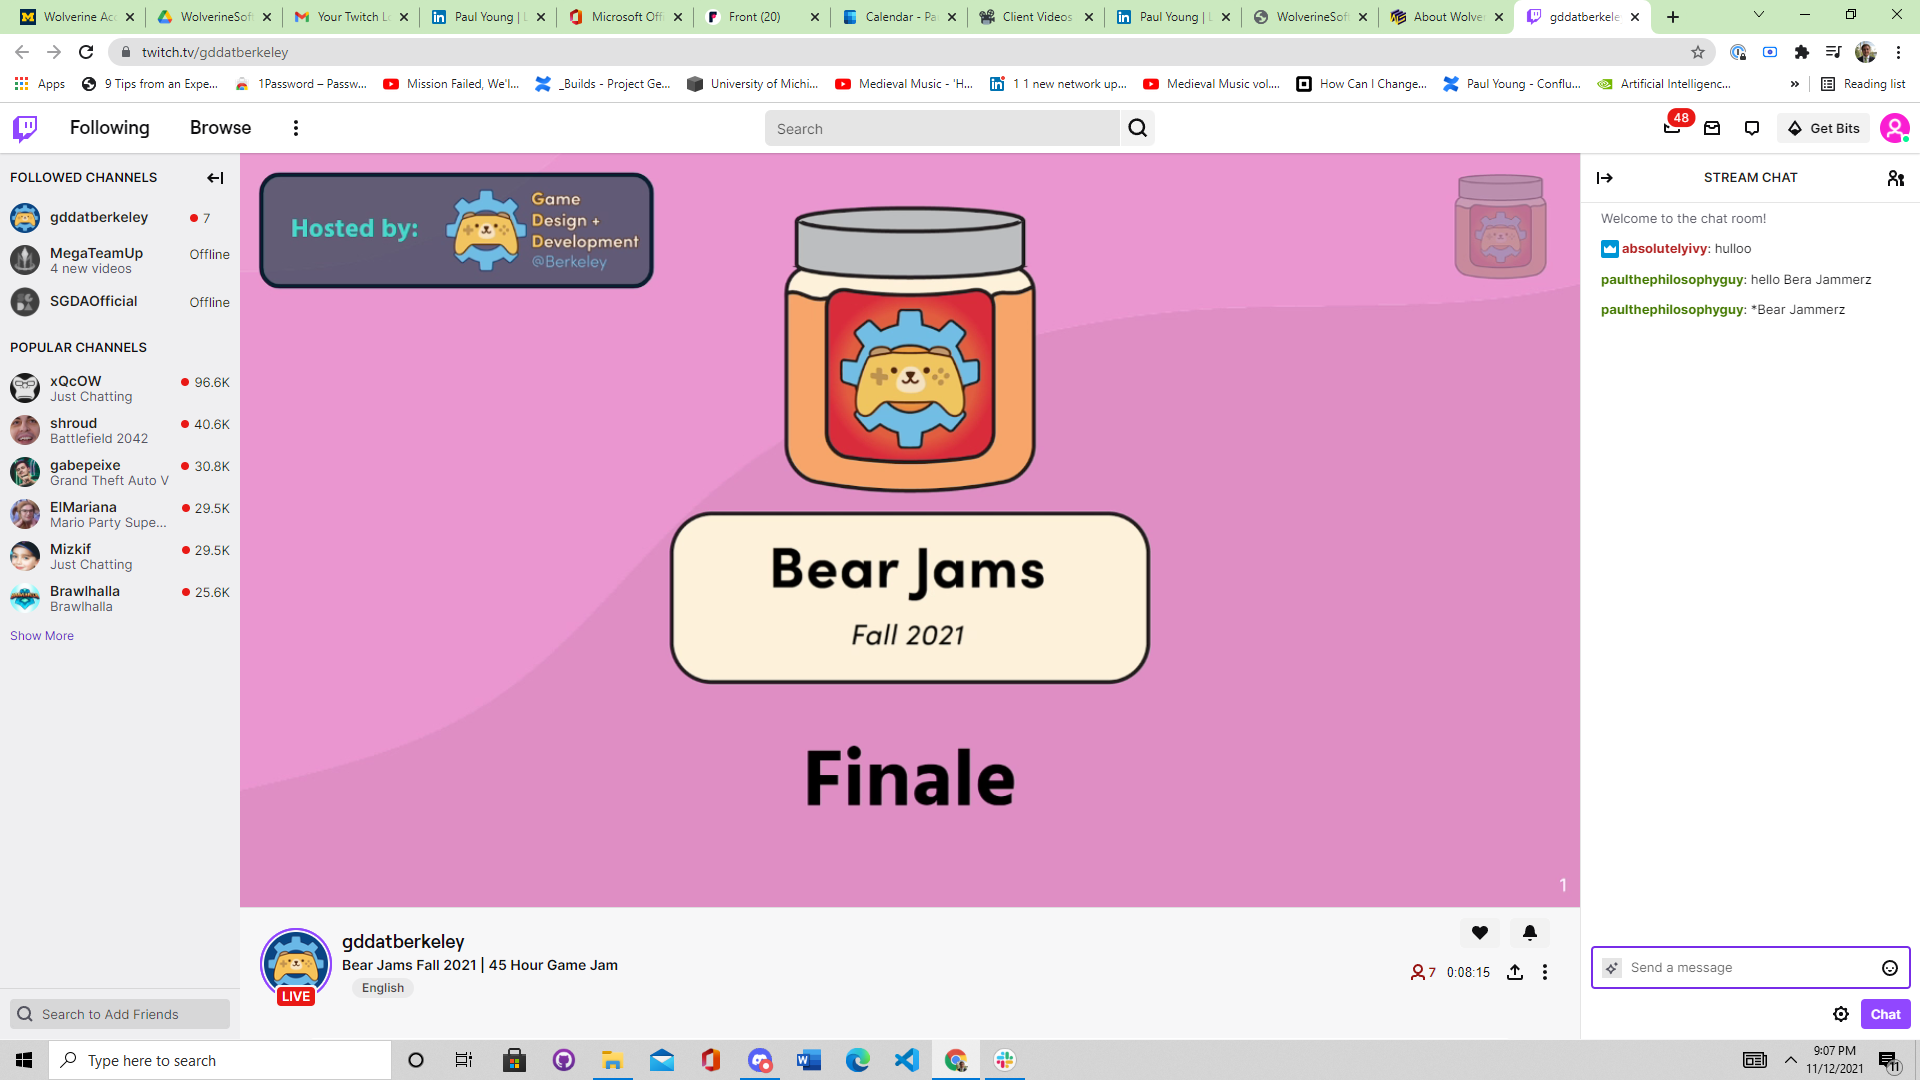 Wolverine Acc
WolverineSoft
Your Twitch Lo
Paul Young | L
Microsoft Offi
Front (20)
Calendar - Pa
Client Videos
Paul Young | L
WolverineSoft
About Wolver
gddatberkele
twitch.tv/gddatberkeley
Apps
9 Tips from an Expe...
1Password – Passw...
Mission Failed, We'l...
_Builds - Project Ge...
University of Michi...
Medieval Music - 'H...
1 1 new network up...
Medieval Music vol....
How Can I Change...
Paul Young - Conflu...
Artificial Intelligenc...
»
Reading list
Following
Browse
Search
48
Get Bits
FOLLOWED CHANNELS
gddatberkeley
7
MegaTeamUp
Offline
4 new videos
SGDAOfficial
Offline
POPULAR CHANNELS
xQcOW
96.6K
Just Chatting
shroud
40.6K
Battlefield 2042
gabepeixe
30.8K
Grand Theft Auto V
ElMariana
29.5K
Mario Party Supe...
Mizkif
29.5K
Just Chatting
Brawlhalla
25.6K
Brawlhalla
Show More
Search to Add Friends
Hosted by:
Game
Design +
Development
@Berkeley
Bear Jams
Fall 2021
Finale
1
gddatberkeley
Bear Jams Fall 2021 | 45 Hour Game Jam
English
LIVE
7
0:08:15
STREAM CHAT
Welcome to the chat room!
absolutelyivy: hulloo
paulthephilosophyguy: hello Bera Jammerz
paulthephilosophyguy: *Bear Jammerz
Send a message
Chat
Type here to search
9:07 PM
11/12/2021
11